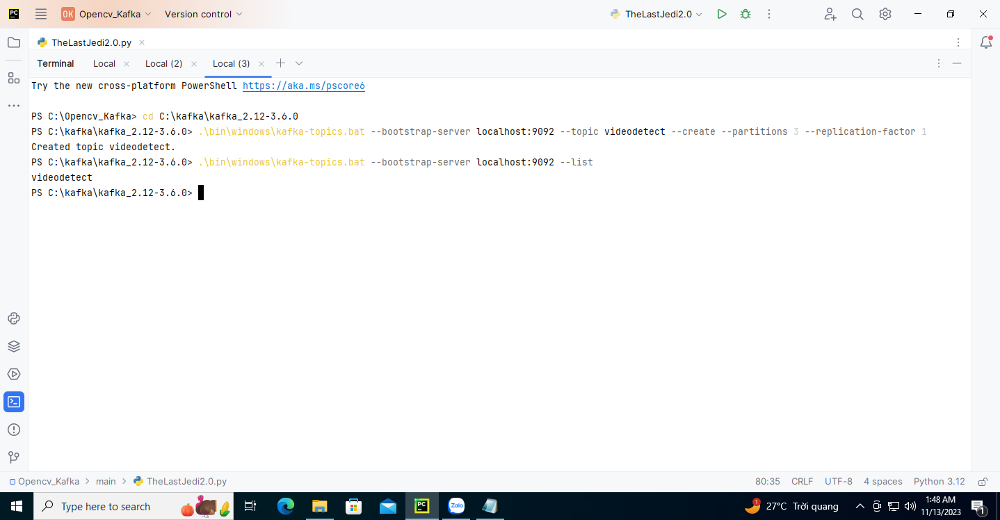 PC OK Opencv_Kafka Version control TheLastJedi2.0
TheLastJedi2.0.py
Terminal Local Local (2) Local (3)
Try the new cross-platform PowerShell https://aka.ms/pscore6
PS C:\Opencv_Kafka> cd C:\kafka\kafka_2.12-3.6.0
PS C:\kafka\kafka_2.12-3.6.0> .\bin\windows\kafka-topics.bat --bootstrap-server localhost:9092 --topic videodetect --create --partitions 3 --replication-factor 1
Created topic videodetect.
PS C:\kafka\kafka_2.12-3.6.0> .\bin\windows\kafka-topics.bat --bootstrap-server localhost:9092 --list
videodetect
PS C:\kafka\kafka_2.12-3.6.0>
Opencv_Kafka > main > TheLastJedi2.0.py 80:35 CRLF UTF-8 4 spaces Python 3.12
Type here to search PC Zalo 1 27°C Trời quang 1:48 AM 1
11/13/2023